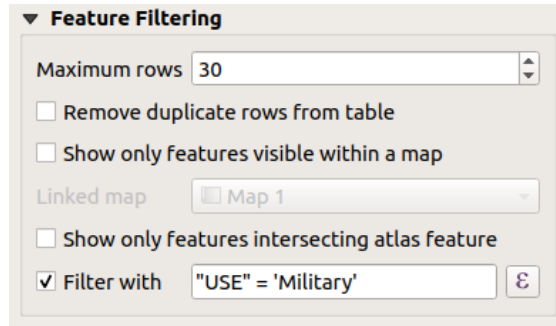 Feature Filtering
Maximum rows 30
Remove duplicate rows from table
Show only features visible within a map
Linked map Map 1
Show only features intersecting atlas feature
Filter with "USE" = 'Military' ε